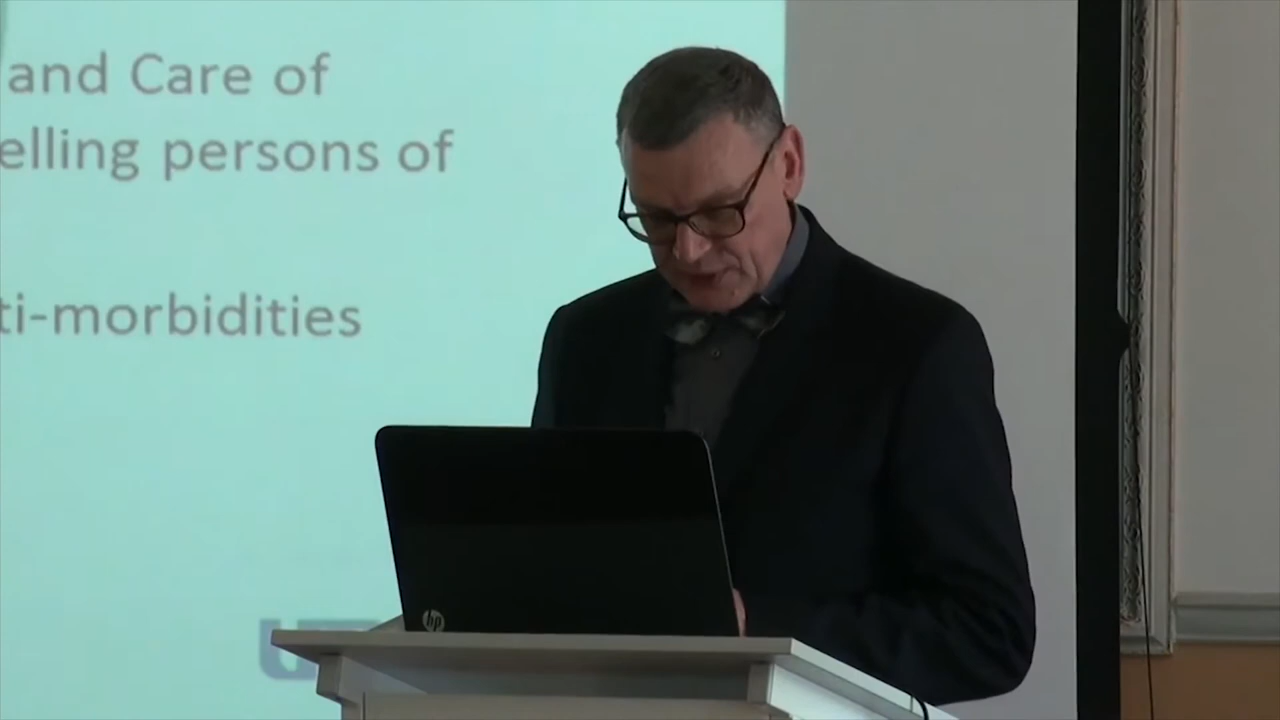 and Care of
elling persons of
ti-morbidities
hp